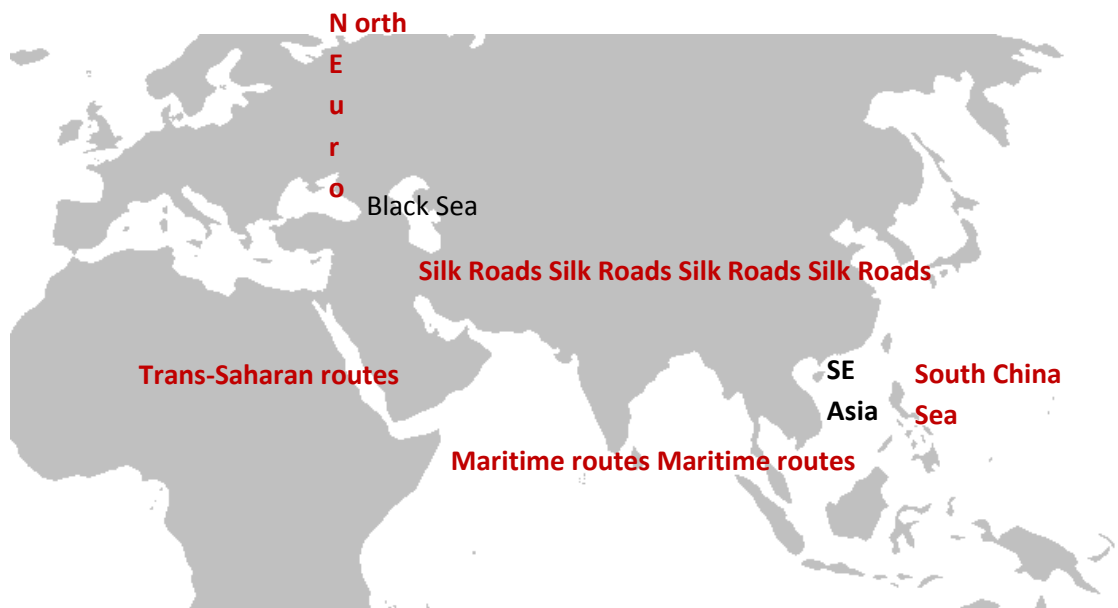 N orth
E
u
r
o
Black Sea
Silk Roads Silk Roads Silk Roads Silk Roads
Trans-Saharan routes
SE
Asia
South China
Sea
Maritime routes Maritime routes